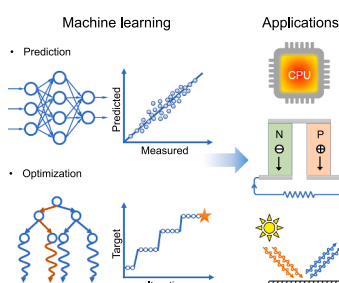 Machine learning
Applications
• Prediction
Predicted
Measured
CPU
N
P
• Optimization
Target